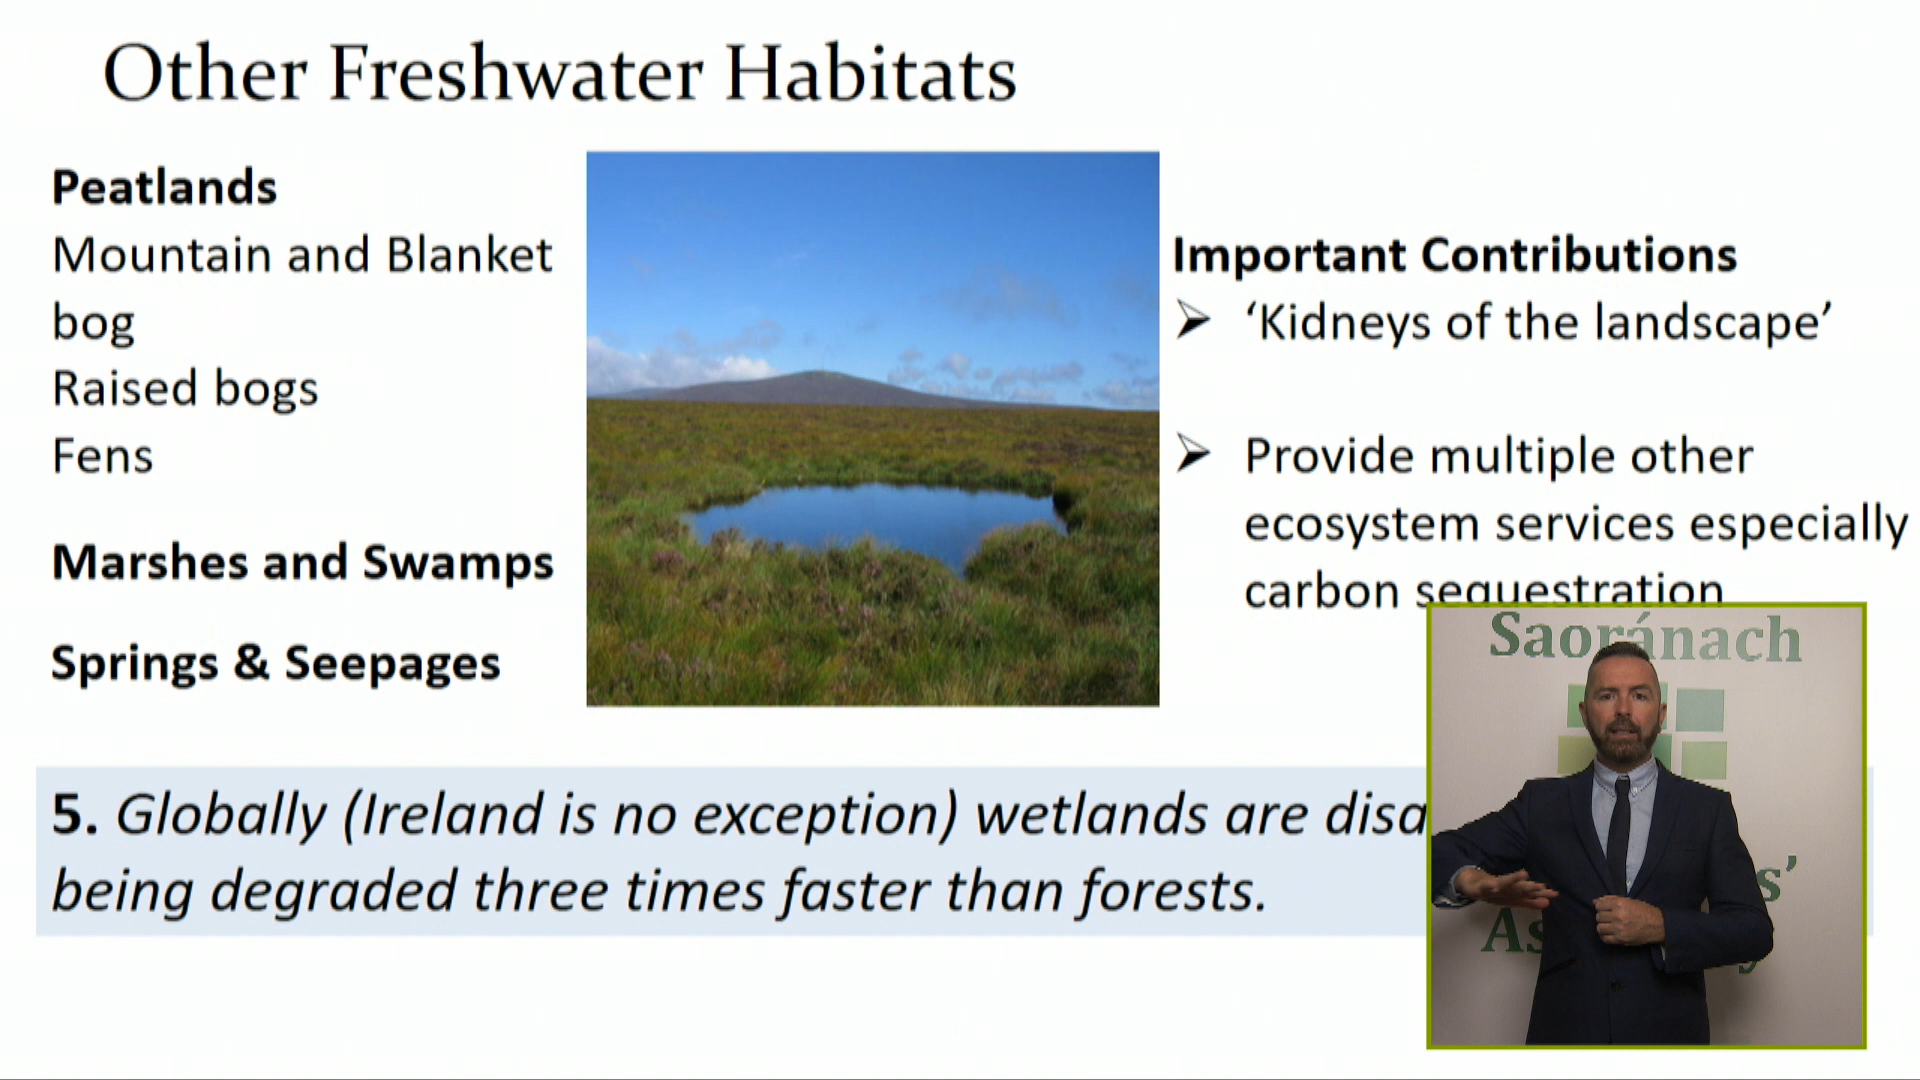 Other Freshwater Habitats
Peatlands
Mountain and Blanket
bog
Raised bogs
Fens
Marshes and Swamps
Springs & Seepages
Important Contributions
➤ ‘Kidneys of the landscape’
➤ Provide multiple other
ecosystem services especially
carbon sequestration
5. Globally (Ireland is no exception) wetlands are
being degraded three times faster than forests.
Saoránach